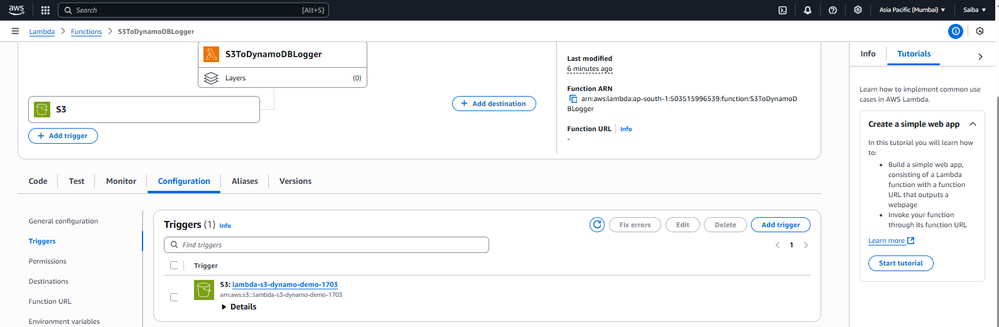 aws
Search [Alt+S]
Asia Pacific (Mumbai) ▼ Saiba ▼
Lambda > Functions > S3ToDynamoDBLogger
S3ToDynamoDBLogger
Layers (0)
S3
+ Add trigger
+ Add destination
Last modified
6 minutes ago
Function ARN
arn:aws:lambda:ap-south-1:503515996539:function:S3ToDynamoD
BLogger
Function URL Info
-
Code Test Monitor Configuration Aliases Versions
General configuration
Triggers
Permissions
Destinations
Function URL
Environment variables
Triggers (1) Info
Fix errors Edit Delete Add trigger
Find triggers
1
Trigger
S3: lambda-s3-dynamo-demo-1703
arn:aws:s3:::lambda-s3-dynamo-demo-1703
Details
Info Tutorials
Learn how to implement common use
cases in AWS Lambda.
Create a simple web app
In this tutorial you will learn how
to:
• Build a simple web app,
consisting of a Lambda
function with a function
URL that outputs a
webpage
• Invoke your function
through its function URL
Learn more
Start tutorial